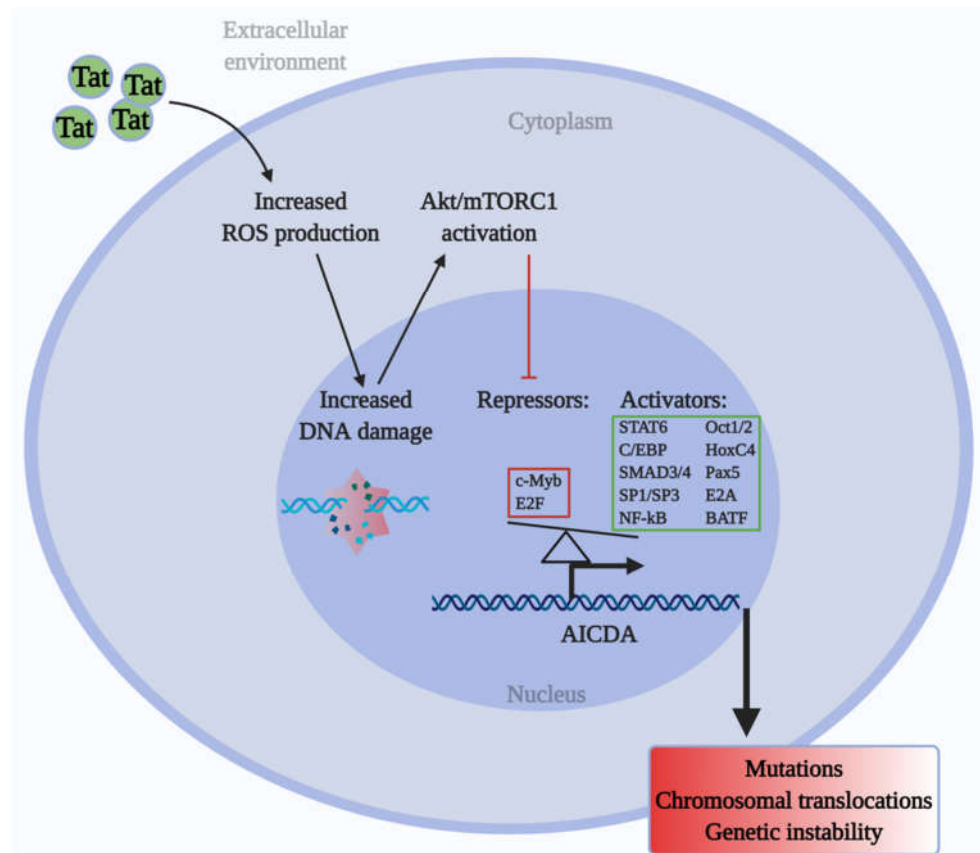 Extracellular
environment
Tat
Tat
Tat
Tat
Cytoplasm
Increased
ROS production
Akt/mTORC1
activation
Increased
DNA damage
Repressors:
c-Myb
E2F
Activators:
STAT6 Oct1/2
C/EBP HoxC4
SMAD3/4 Pax5
SP1/SP3 E2A
NF-kB BATF
AICDA
Nucleus
Mutations
Chromosomal translocations
Genetic instability